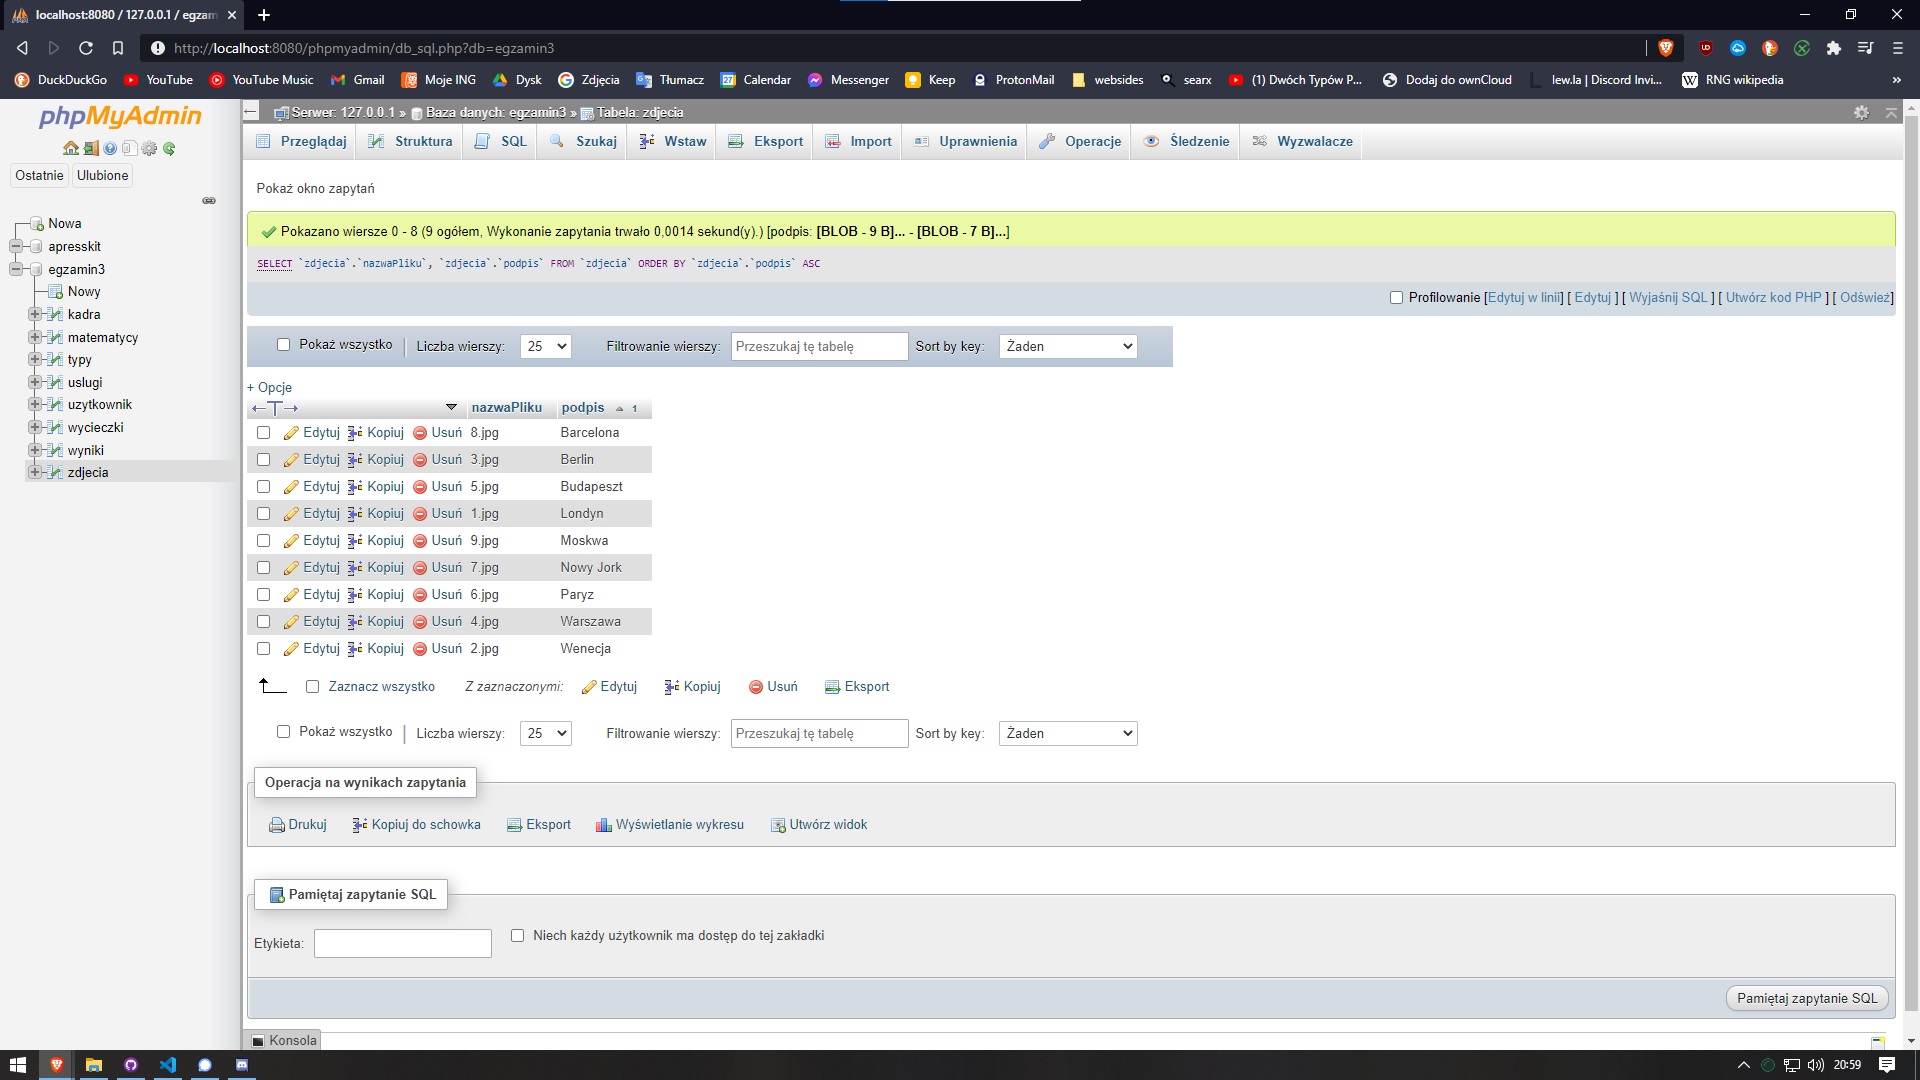 localhost:8080 / 127.0.0.1 / egzam
http://localhost:8080/phpmyadmin/db_sql.php?db=egzamin3
DuckDuckGo YouTube YouTube Music Gmail Moje ING Dysk Zdjęcia Tłumacz Calendar Messenger Keep ProtonMail websides searx (1) Dwóch Typów P... Dodaj do ownCloud lew.la | Discord Invi... RNG wikipedia »
phpMyAdmin
Ostatnie Ulubione
Nowa
apresskit
egzamin3
Nowy
kadra
matematycy
typy
uslugi
uzytkownik
wycieczki
wyniki
zdjecia
Serwer: 127.0.0.1 » Baza danych: egzamin3 » Tabela: zdjecia
Przeglądaj Struktura SQL Szukaj Wstaw Eksport Import Uprawnienia Operacje Śledzenie Wyzwalacze
Pokaż okno zapytań
Pokazano wiersze 0 - 8 (9 ogółem, Wykonanie zapytania trwało 0,0014 sekund(y).) [podpis: [BLOB - 9 B]... - [BLOB - 7 B]...]
SELECT `zdjecia`.`nazwaPliku`, `zdjecia`.`podpis` FROM `zdjecia` ORDER BY `zdjecia`.`podpis` ASC
Profilowanie [Edytuj w linii] [ Edytuj ] [ Wyjaśnij SQL ] [ Utwórz kod PHP ] [ Odśwież]
Pokaż wszystko | Liczba wierszy: 25 Filtrowanie wierszy: Przeszukaj tę tabelę Sort by key: Żaden
+ Opcje
←T→ nazwaPliku podpis 1
Edytuj Kopiuj Usuń 8.jpg Barcelona
Edytuj Kopiuj Usuń 3.jpg Berlin
Edytuj Kopiuj Usuń 5.jpg Budapeszt
Edytuj Kopiuj Usuń 1.jpg Londyn
Edytuj Kopiuj Usuń 9.jpg Moskwa
Edytuj Kopiuj Usuń 7.jpg Nowy Jork
Edytuj Kopiuj Usuń 6.jpg Paryz
Edytuj Kopiuj Usuń 4.jpg Warszawa
Edytuj Kopiuj Usuń 2.jpg Wenecja
Zaznacz wszystko Z zaznaczonymi: Edytuj Kopiuj Usuń Eksport
Pokaż wszystko | Liczba wierszy: 25 Filtrowanie wierszy: Przeszukaj tę tabelę Sort by key: Żaden
Operacja na wynikach zapytania
Drukuj Kopiuj do schowka Eksport Wyświetlanie wykresu Utwórz widok
Pamiętaj zapytanie SQL
Etykieta: Niech każdy użytkownik ma dostęp do tej zakładki
Pamiętaj zapytanie SQL
Konsola
20:59